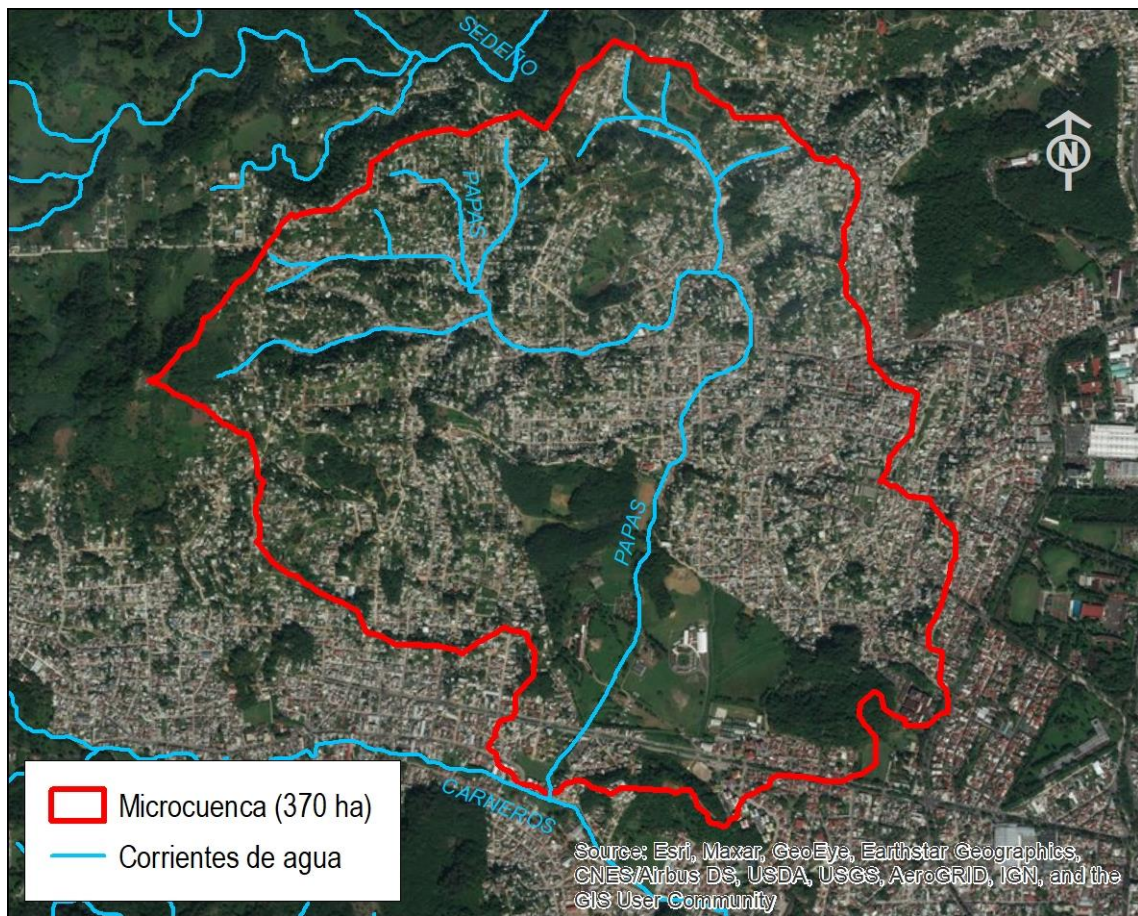 SEDEÑO
N
PAPAS
PAPAS
CARNEROS
Microcuenca (370 ha)
Corrientes de agua
Source: Esri, Maxar, GeoEye, Earthstar Geographics,
CNES/Airbus DS, USDA, USGS, AeroGRID, IGN, and the
GIS User Community